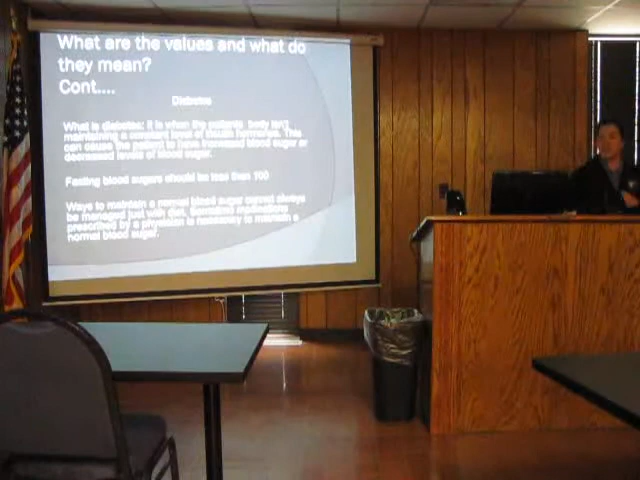 What are the values and what do
they mean?
Cont....
Diabetes
What is diabetes: it is when the patients body isn't
maintaining a constant level of insulin hormones. This
can cause the patient to have increased blood sugar or
decreased levels of blood sugar.
Fasting blood sugars should be less than 100
Ways to maintain a normal blood sugar cannot always
be managed just with diet. Sometimes medications
prescribed by a physician is necessary to maintain a
normal blood sugar.